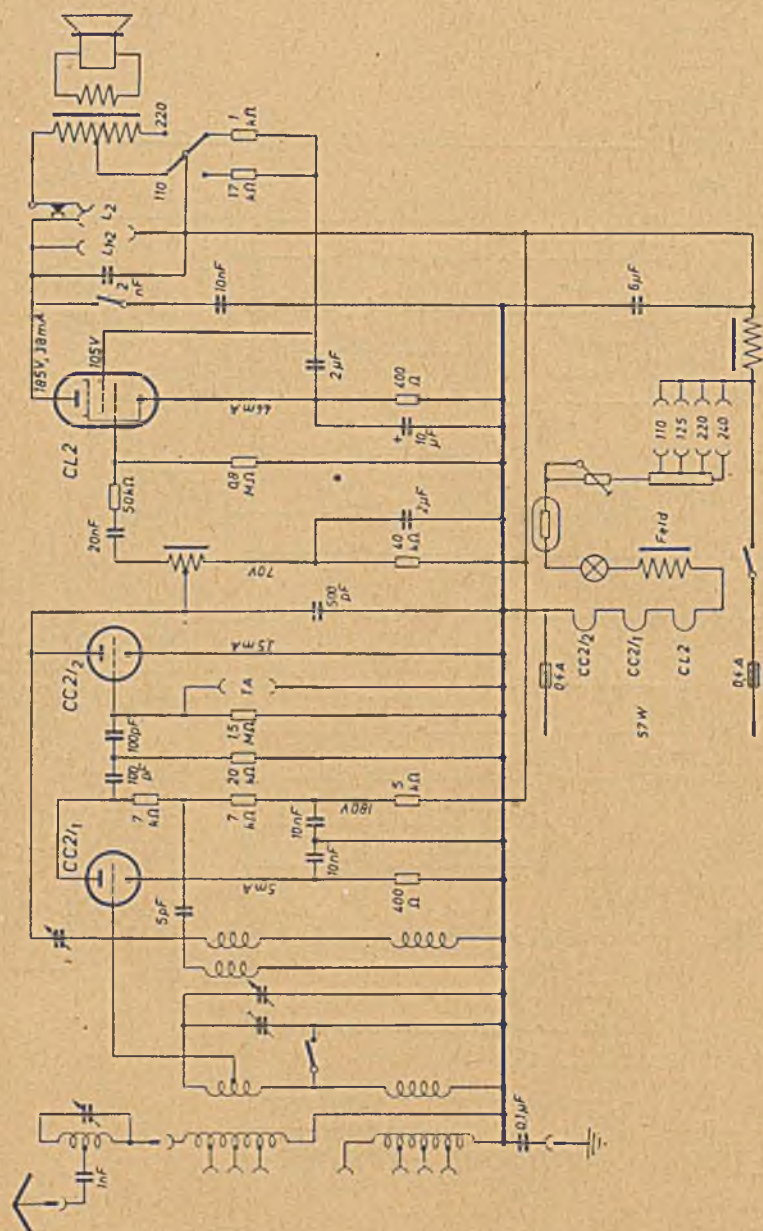 1nF
0,1µF
5pF
CC2/1
5mA
400
Ω
10nF
10nF
180V
5
kΩ
7
kΩ
7
kΩ
20
kΩ
1,5
MΩ
100
pF
100pF
TA
CC2/2
2,5mA
500
pF
70V
40
kΩ
2µF
20nF
50kΩ
0,8
MΩ
CL2
10
µF
+
400
Ω
44mA
2µF
105V
185V, 38mA
10nF
2
nF
L2
110
220
17
kΩ
1
kΩ
6µF
0,4A
57W
0,4A
CC2/2
CC2/1
CL2
Feld
110
125
220
240